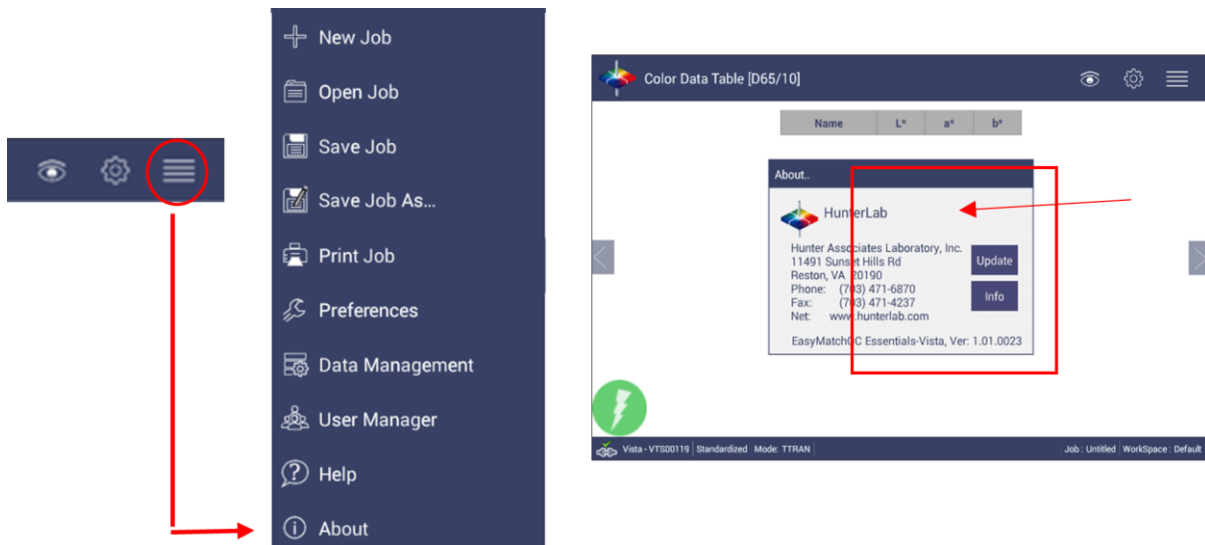 New Job
Open Job
Save Job
Save Job As...
Print Job
Preferences
Data Management
User Manager
Help
About
Color Data Table [D65/10]
Name L* a* b*
About..
HunterLab
Hunter Associates Laboratory, Inc.
11491 Sunset Hills Rd
Reston, VA 20190
Phone: (703) 471-6870
Fax: (703) 471-4237
Net: www.hunterlab.com
Update
Info
EasyMatchQC Essentials-Vista, Ver: 1.01.0023
Vista - VTS00119 Standardized Mode: TTRAN
Job : Untitled WorkSpace : Default